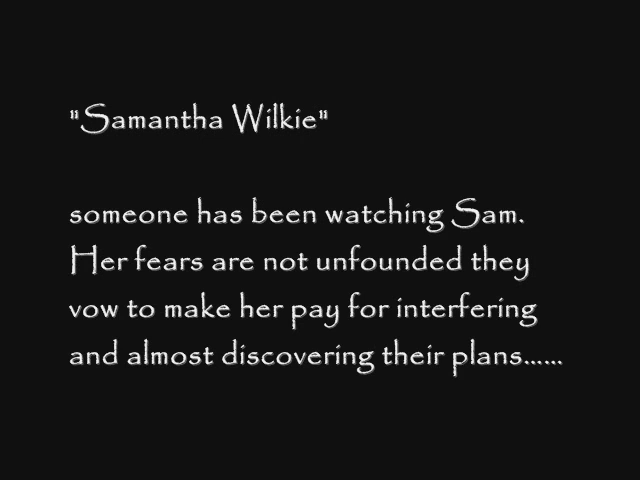 "Samantha Wilkie"
someone has been watching Sam.
Her fears are not unfounded they
vow to make her pay for interfering
and almost discovering their plans......